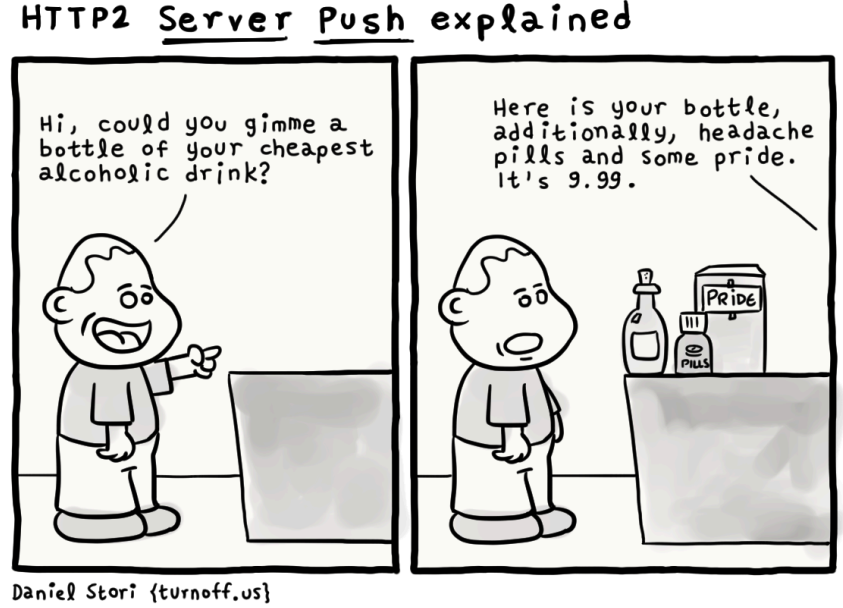 HTTP2 Server Push explained
Hi, could you gimme a
bottle of your cheapest
alcoholic drink?
Here is your bottle,
additionally, headache
pills and some pride.
It's 9.99.
PRiDE
PiLLS
Daniel Stori {turnoff.us}